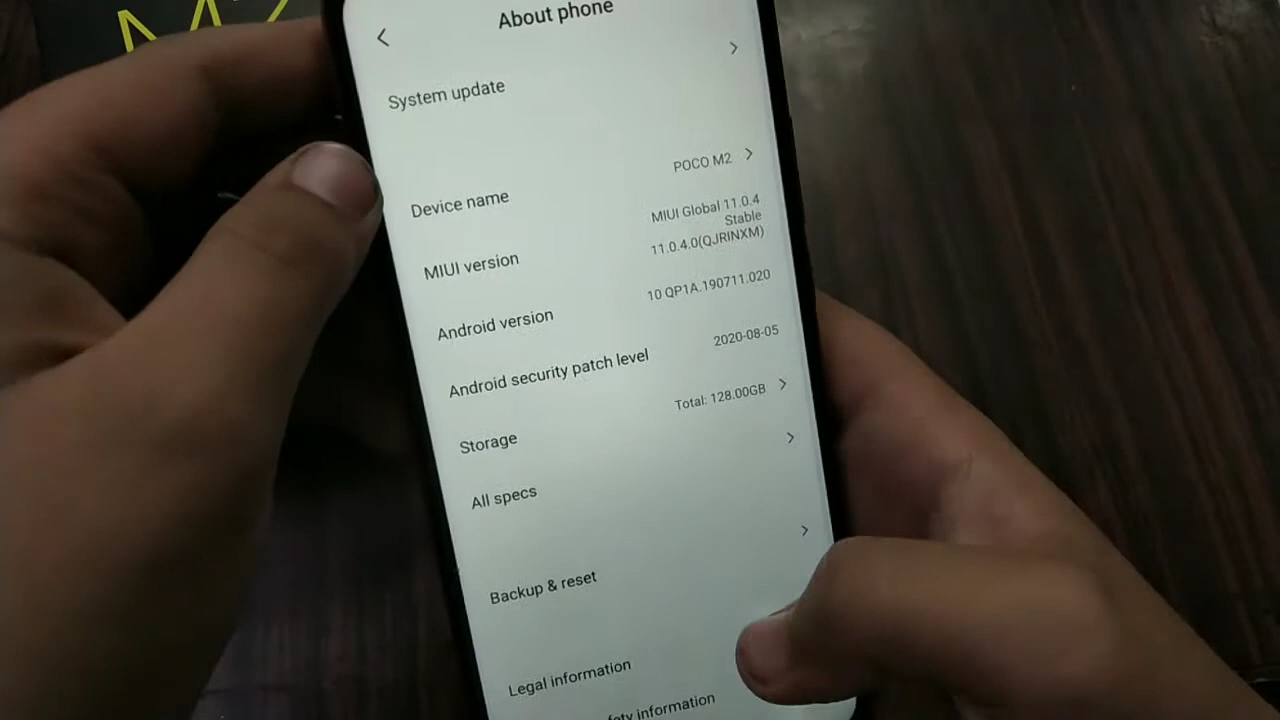 M2
About phone
System update
Device name POCO M2
MIUI version MIUI Global 11.0.4
Stable
11.0.4.0(QJRINXM)
Android version 10 QP1A.190711.020
Android security patch level 2020-08-05
Storage Total: 128.00GB
All specs
Backup & reset
Legal information
information